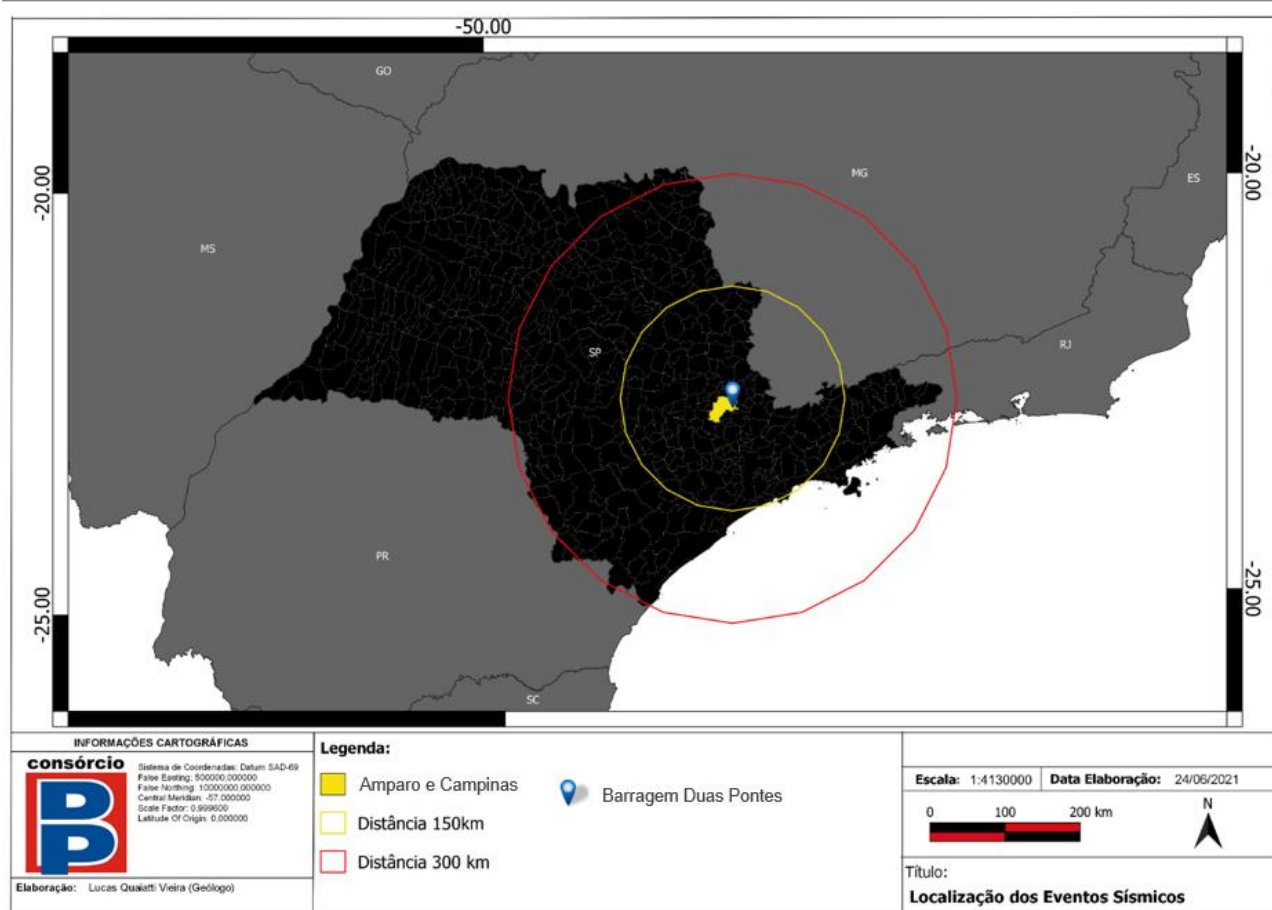 -50.00
GO
-20.00
-20.00
MG
ES
MS
SP
RJ
PR
-25.00
-25.00
SC
INFORMAÇÕES CARTOGRÁFICAS
consórcio
BP
Sistema de Coordenadas: Datum SAD-69
False Easting: 500000,000000
False Northing: 10000000,000000
Central Meridian: -57,000000
Scale Factor: 0,999600
Latitude Of Origin: 0,000000
Elaboração: Lucas Quaiatti Vieira (Geólogo)
Legenda:
Amparo e Campinas
Barragem Duas Pontes
Distância 150km
Distância 300 km
Escala: 1:4130000
Data Elaboração: 24/06/2021
0 100 200 km
N
Título:
Localização dos Eventos Sísmicos